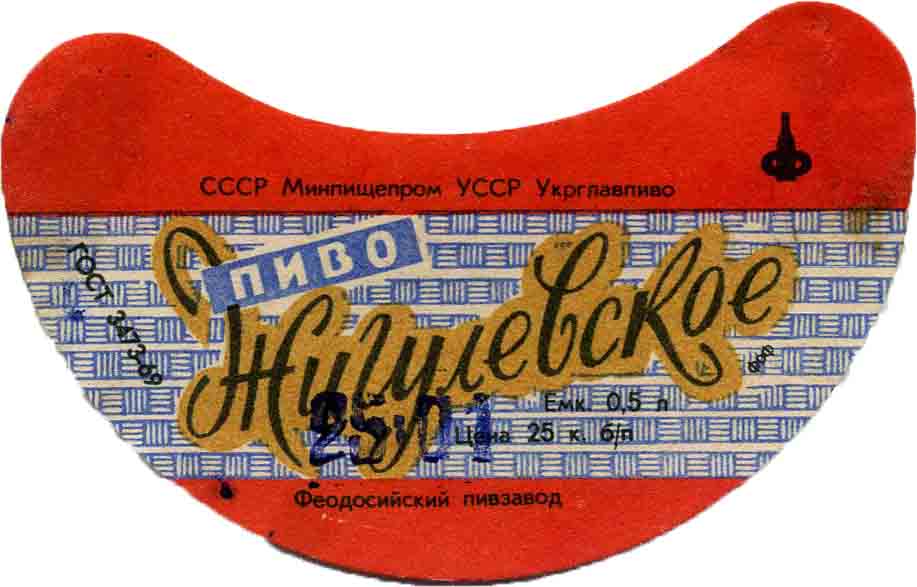 СССР Минпищепром УССР Укрглавпиво
ПИВО
Жигулевское
ГОСТ 3473-69
Емк. 0,5 л
Цена 25 к. б/п
25·01
Феодосийский пивзавод